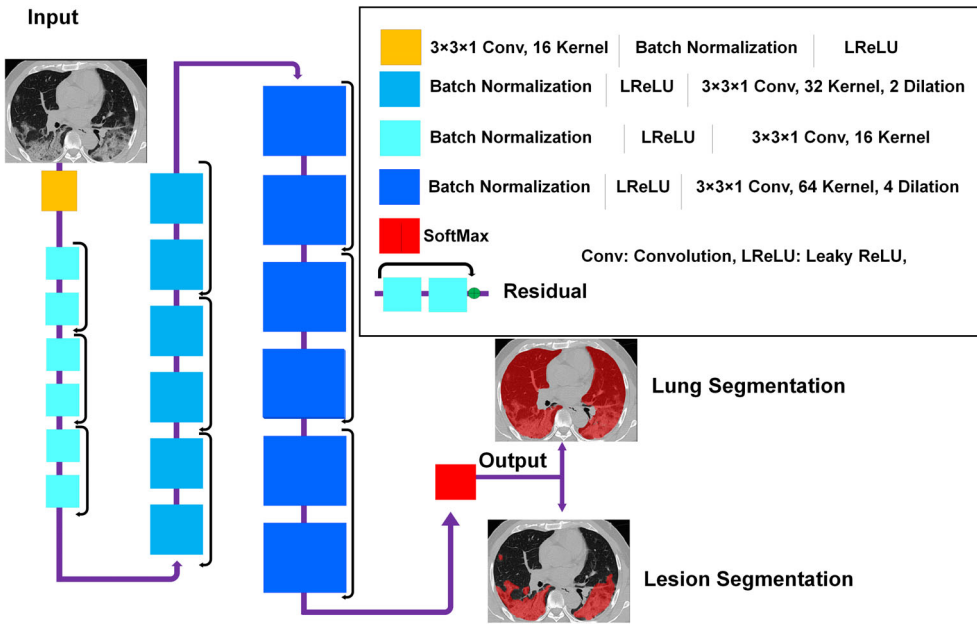 Input
3×3×1 Conv, 16 Kernel | Batch Normalization | LReLU
Batch Normalization | LReLU | 3×3×1 Conv, 32 Kernel, 2 Dilation
Batch Normalization | LReLU | 3×3×1 Conv, 16 Kernel
Batch Normalization | LReLU | 3×3×1 Conv, 64 Kernel, 4 Dilation
SoftMax
Conv: Convolution, LReLU: Leaky ReLU,
Residual
Lung Segmentation
Output
Lesion Segmentation